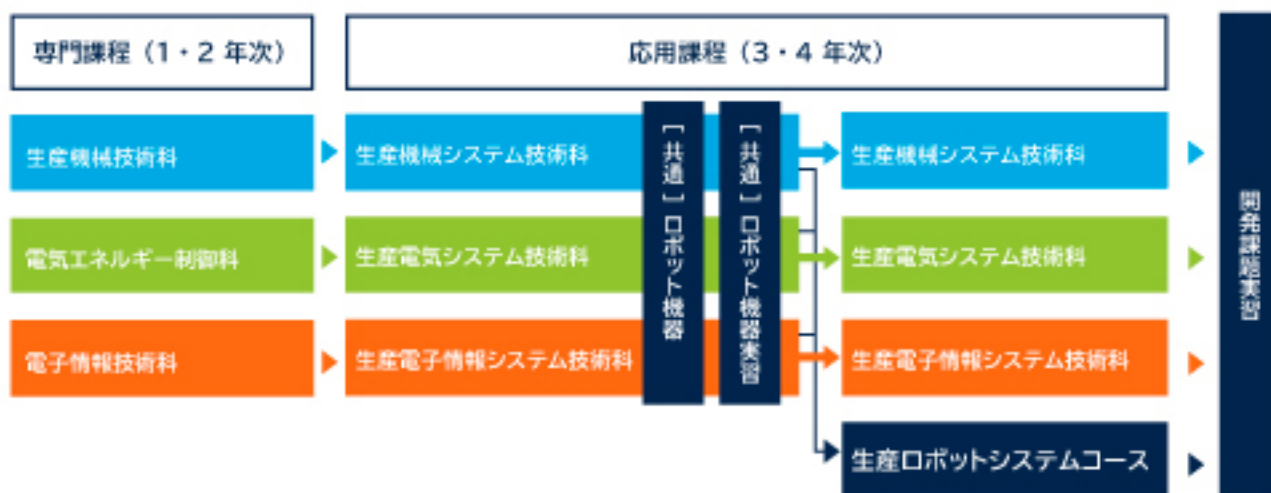 専門課程（1・2 年次）
応用課程（3・4 年次）
生産機械技術科
生産機械システム技術科
生産機械システム技術科
電気エネルギー制御科
生産電気システム技術科
生産電気システム技術科
電子情報技術科
生産電子情報システム技術科
生産電子情報システム技術科
生産ロボットシステムコース
［共通］ロボット機器
［共通］ロボット機器実習
開発課題実習